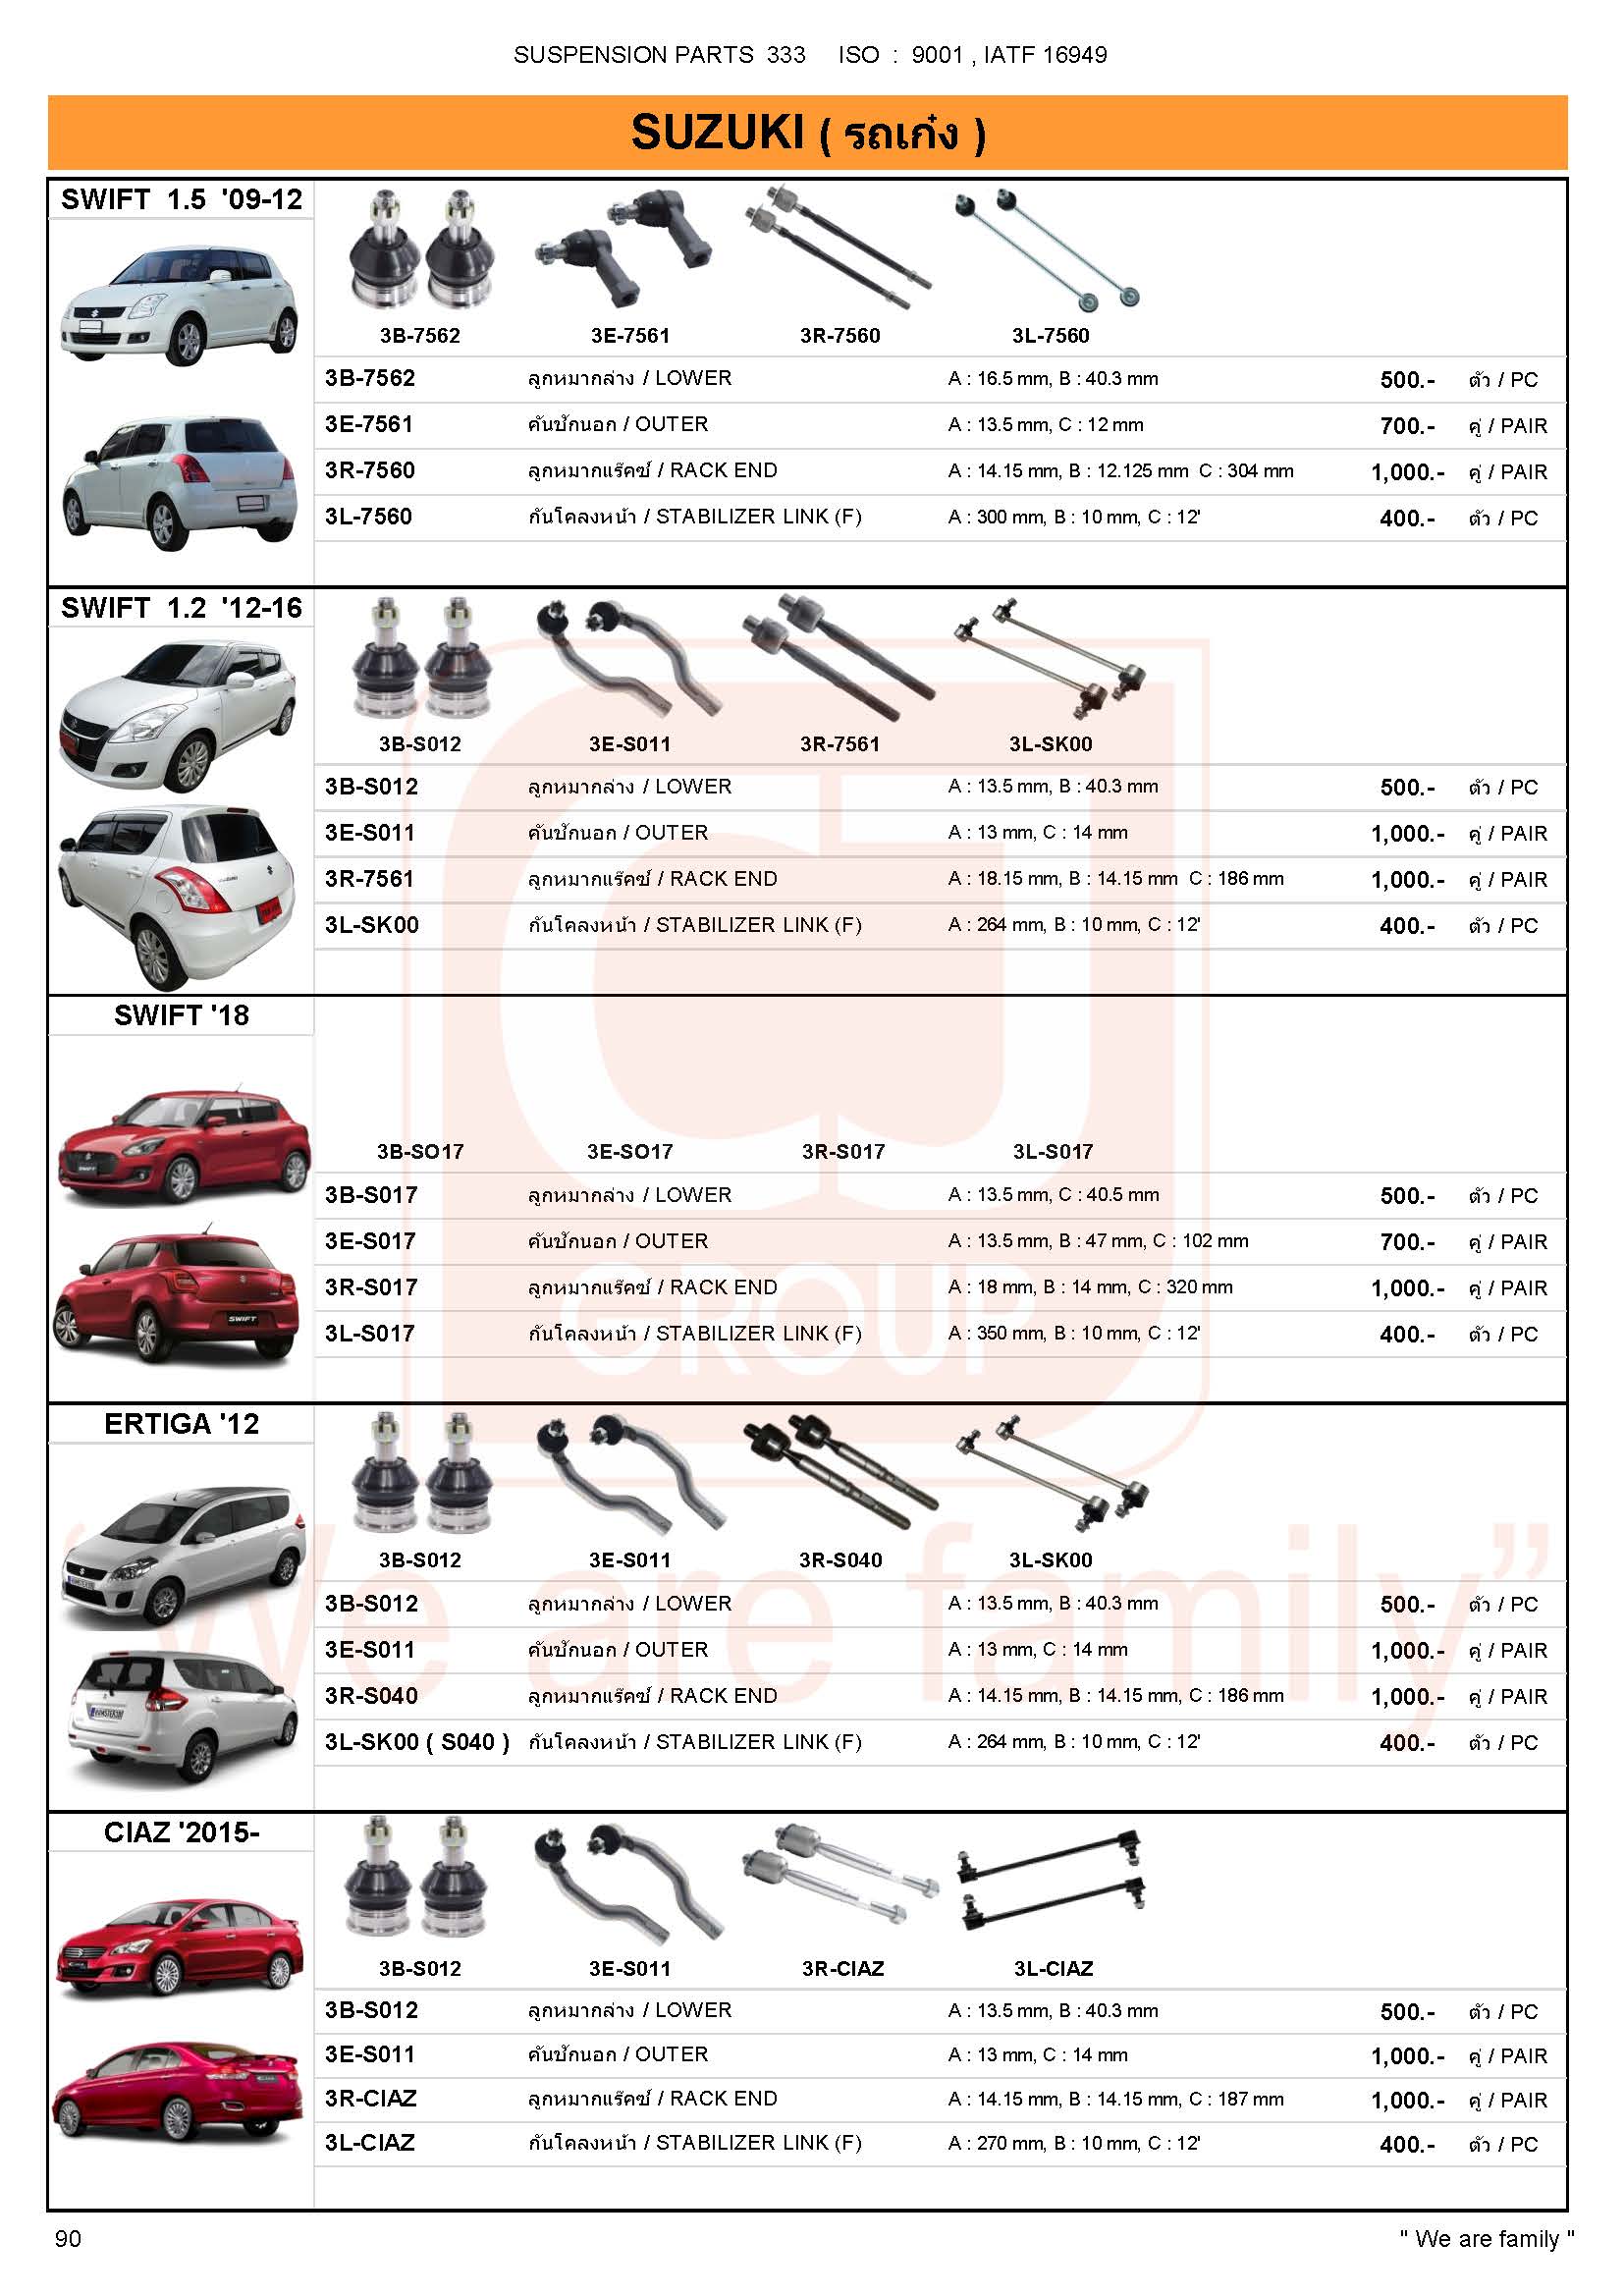 SUSPENSION PARTS  333     ISO  :  9001 , IATF 16949
SUZUKI ( รถเก๋ง )
SWIFT  1.5  '09-12
3B-7562 3E-7561 3R-7560 3L-7560
3B-7562 ลูกหมากล่าง / LOWER A : 16.5 mm, B : 40.3 mm 500.- ตัว / PC
3E-7561 คันชักนอก / OUTER A : 13.5 mm, C : 12 mm 700.- คู่ / PAIR
3R-7560 ลูกหมากแร๊คซ์ / RACK END A : 14.15 mm, B : 12.125 mm  C : 304 mm 1,000.- คู่ / PAIR
3L-7560 กันโคลงหน้า / STABILIZER LINK (F) A : 300 mm, B : 10 mm, C : 12' 400.- ตัว / PC
SWIFT  1.2  '12-16
3B-S012 3E-S011 3R-7561 3L-SK00
3B-S012 ลูกหมากล่าง / LOWER A : 13.5 mm, B : 40.3 mm 500.- ตัว / PC
3E-S011 คันชักนอก / OUTER A : 13 mm, C : 14 mm 1,000.- คู่ / PAIR
3R-7561 ลูกหมากแร๊คซ์ / RACK END A : 18.15 mm, B : 14.15 mm  C : 186 mm 1,000.- คู่ / PAIR
3L-SK00 กันโคลงหน้า / STABILIZER LINK (F) A : 264 mm, B : 10 mm, C : 12' 400.- ตัว / PC
SWIFT '18
3B-SO17 3E-SO17 3R-S017 3L-S017
3B-S017 ลูกหมากล่าง / LOWER A : 13.5 mm, C : 40.5 mm 500.- ตัว / PC
3E-S017 คันชักนอก / OUTER A : 13.5 mm, B : 47 mm, C : 102 mm 700.- คู่ / PAIR
3R-S017 ลูกหมากแร๊คซ์ / RACK END A : 18 mm, B : 14 mm, C : 320 mm 1,000.- คู่ / PAIR
3L-S017 กันโคลงหน้า / STABILIZER LINK (F) A : 350 mm, B : 10 mm, C : 12' 400.- ตัว / PC
SWIFT
CJ GROUP
ERTIGA '12
3B-S012 3E-S011 3R-S040 3L-SK00
3B-S012 ลูกหมากล่าง / LOWER A : 13.5 mm, B : 40.3 mm 500.- ตัว / PC
3E-S011 คันชักนอก / OUTER A : 13 mm, C : 14 mm 1,000.- คู่ / PAIR
3R-S040 ลูกหมากแร๊คซ์ / RACK END A : 14.15 mm, B : 14.15 mm, C : 186 mm 1,000.- คู่ / PAIR
3L-SK00 ( S040 ) กันโคลงหน้า / STABILIZER LINK (F) A : 264 mm, B : 10 mm, C : 12' 400.- ตัว / PC
“We are family”
CIAZ '2015-
3B-S012 3E-S011 3R-CIAZ 3L-CIAZ
3B-S012 ลูกหมากล่าง / LOWER A : 13.5 mm, B : 40.3 mm 500.- ตัว / PC
3E-S011 คันชักนอก / OUTER A : 13 mm, C : 14 mm 1,000.- คู่ / PAIR
3R-CIAZ ลูกหมากแร๊คซ์ / RACK END A : 14.15 mm, B : 14.15 mm, C : 187 mm 1,000.- คู่ / PAIR
3L-CIAZ กันโคลงหน้า / STABILIZER LINK (F) A : 270 mm, B : 10 mm, C : 12' 400.- ตัว / PC
90 " We are family "